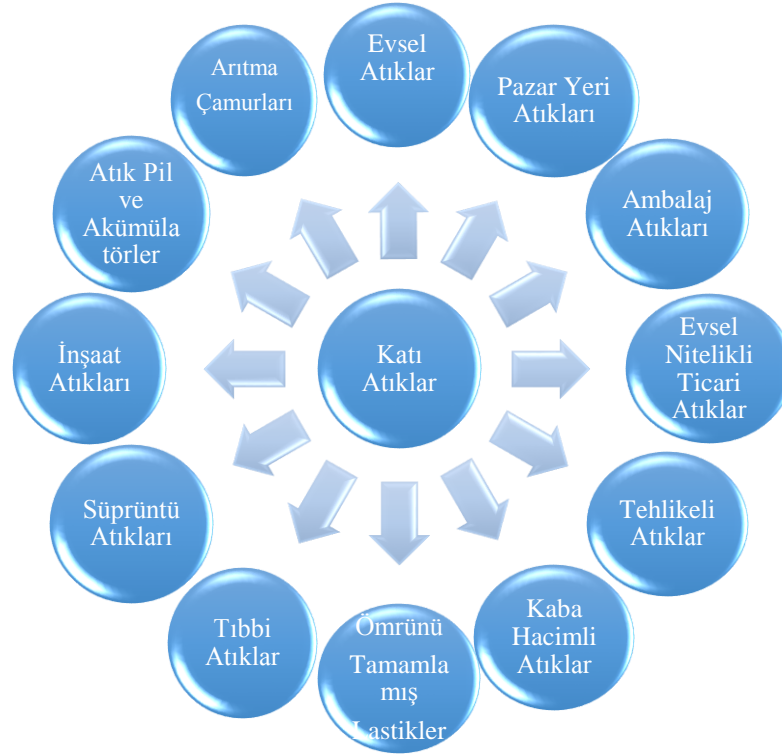 Evsel
Atıklar
Pazar Yeri
Atıkları
Ambalaj
Atıkları
Evsel
Nitelikli
Ticari
Atıklar
Tehlikeli
Atıklar
Kaba
Hacimli
Atıklar
Ömrünü
Tamamla
mış
Lastikler
Tıbbi
Atıklar
Süprüntü
Atıkları
İnşaat
Atıkları
Atık Pil
ve
Akümüla
törler
Arıtma
Çamurları
Katı
Atıklar